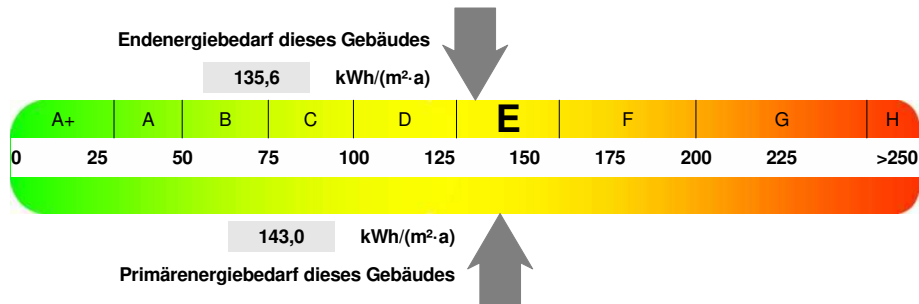 Endenergiebedarf dieses Gebäudes
135,6 kWh/(m²·a)
A+ A B C D E F G H
0 25 50 75 100 125 150 175 200 225 >250
143,0 kWh/(m²·a)
Primärenergiebedarf dieses Gebäudes